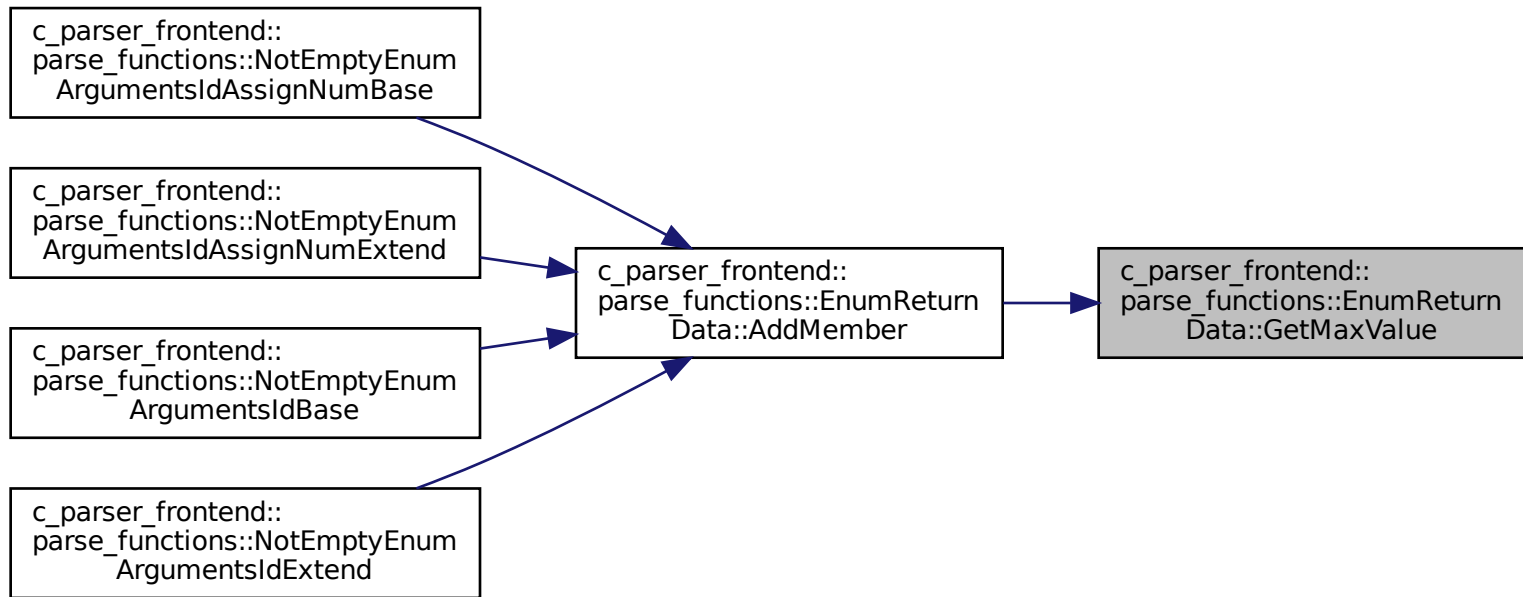 c_parser_frontend::
parse_functions::NotEmptyEnum
ArgumentsIdAssignNumBase
c_parser_frontend::
parse_functions::NotEmptyEnum
ArgumentsIdAssignNumExtend
c_parser_frontend::
parse_functions::NotEmptyEnum
ArgumentsIdBase
c_parser_frontend::
parse_functions::NotEmptyEnum
ArgumentsIdExtend
c_parser_frontend::
parse_functions::EnumReturn
Data::AddMember
c_parser_frontend::
parse_functions::EnumReturn
Data::GetMaxValue